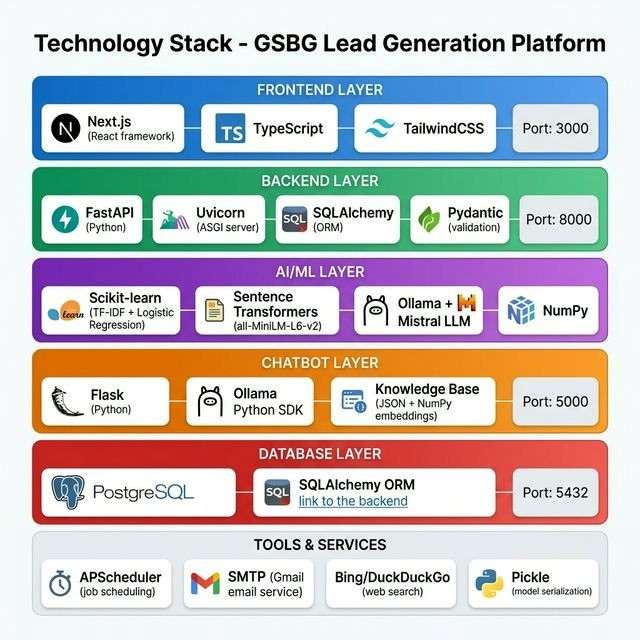 Technology Stack - GSBG Lead Generation Platform
FRONTEND LAYER
N
Next.js
(React framework)
TS
TypeScript
TailwindCSS
Port: 3000
BACKEND LAYER
FastAPI
(Python)
Uvicorn
(ASGI server)
SQL
SQLAlchemy
(ORM)
Pydantic
(validation)
Port: 8000
AI/ML LAYER
learn
Scikit-learn
(TF-IDF + Logistic
Regression)
Sentence
Transformers
(all-MiniLM-L6-v2)
Ollama +
Mistral LLM
NumPy
CHATBOT LAYER
Flask
(Python)
Ollama
Python SDK
Knowledge Base
(JSON + NumPy
embeddings)
Port: 5000
DATABASE LAYER
PostgreSQL
SQL
SQLAlchemy ORM
link to the backend
Port: 5432
TOOLS & SERVICES
APScheduler
(job scheduling)
SMTP (Gmail
email service)
Bing/DuckDuckGo
(web search)
Pickle
(model serialization)